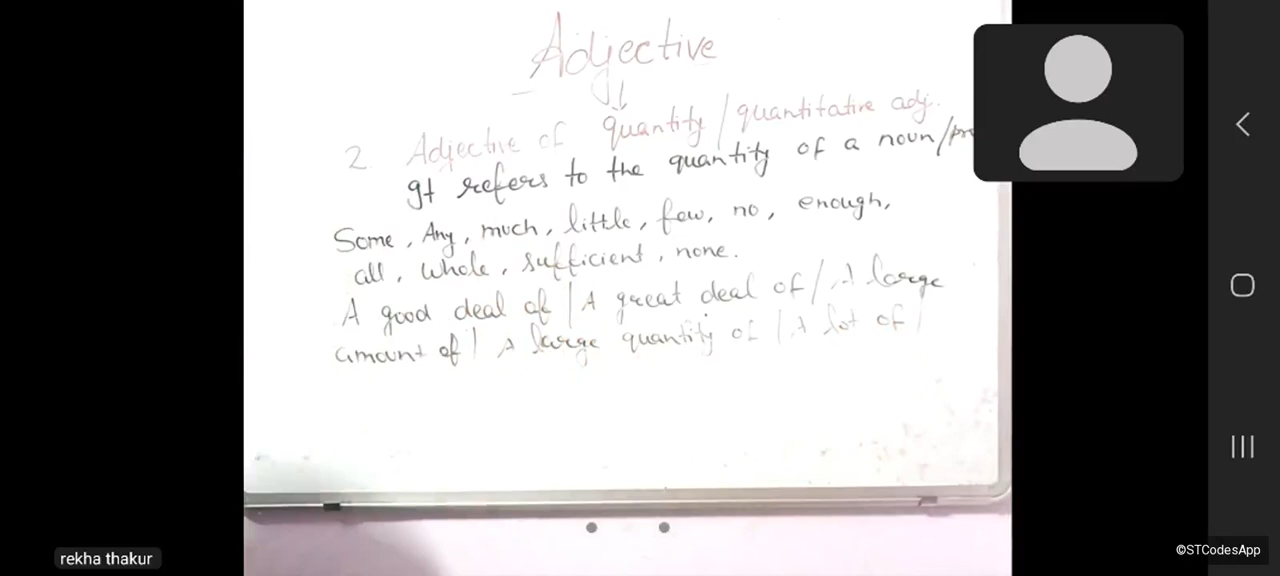 Adjective
2. Adjective of quantity / quantitative adj.
It refers to the quantity of a noun/pro
Some, Any, much, little, few, no, enough,
all, whole, sufficient, none.
A good deal of / A great deal of / A large
amount of / A large quantity of / A lot of /
rekha thakur
©STCodesApp